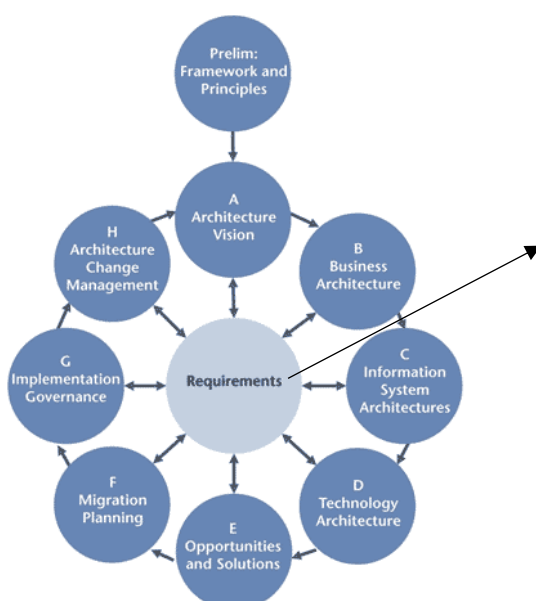 Prelim:
Framework and
Principles
A
Architecture
Vision
B
Business
Architecture
C
Information
System
Architectures
D
Technology
Architecture
E
Opportunities
and Solutions
F
Migration
Planning
G
Implementation
Governance
H
Architecture
Change
Management
Requirements